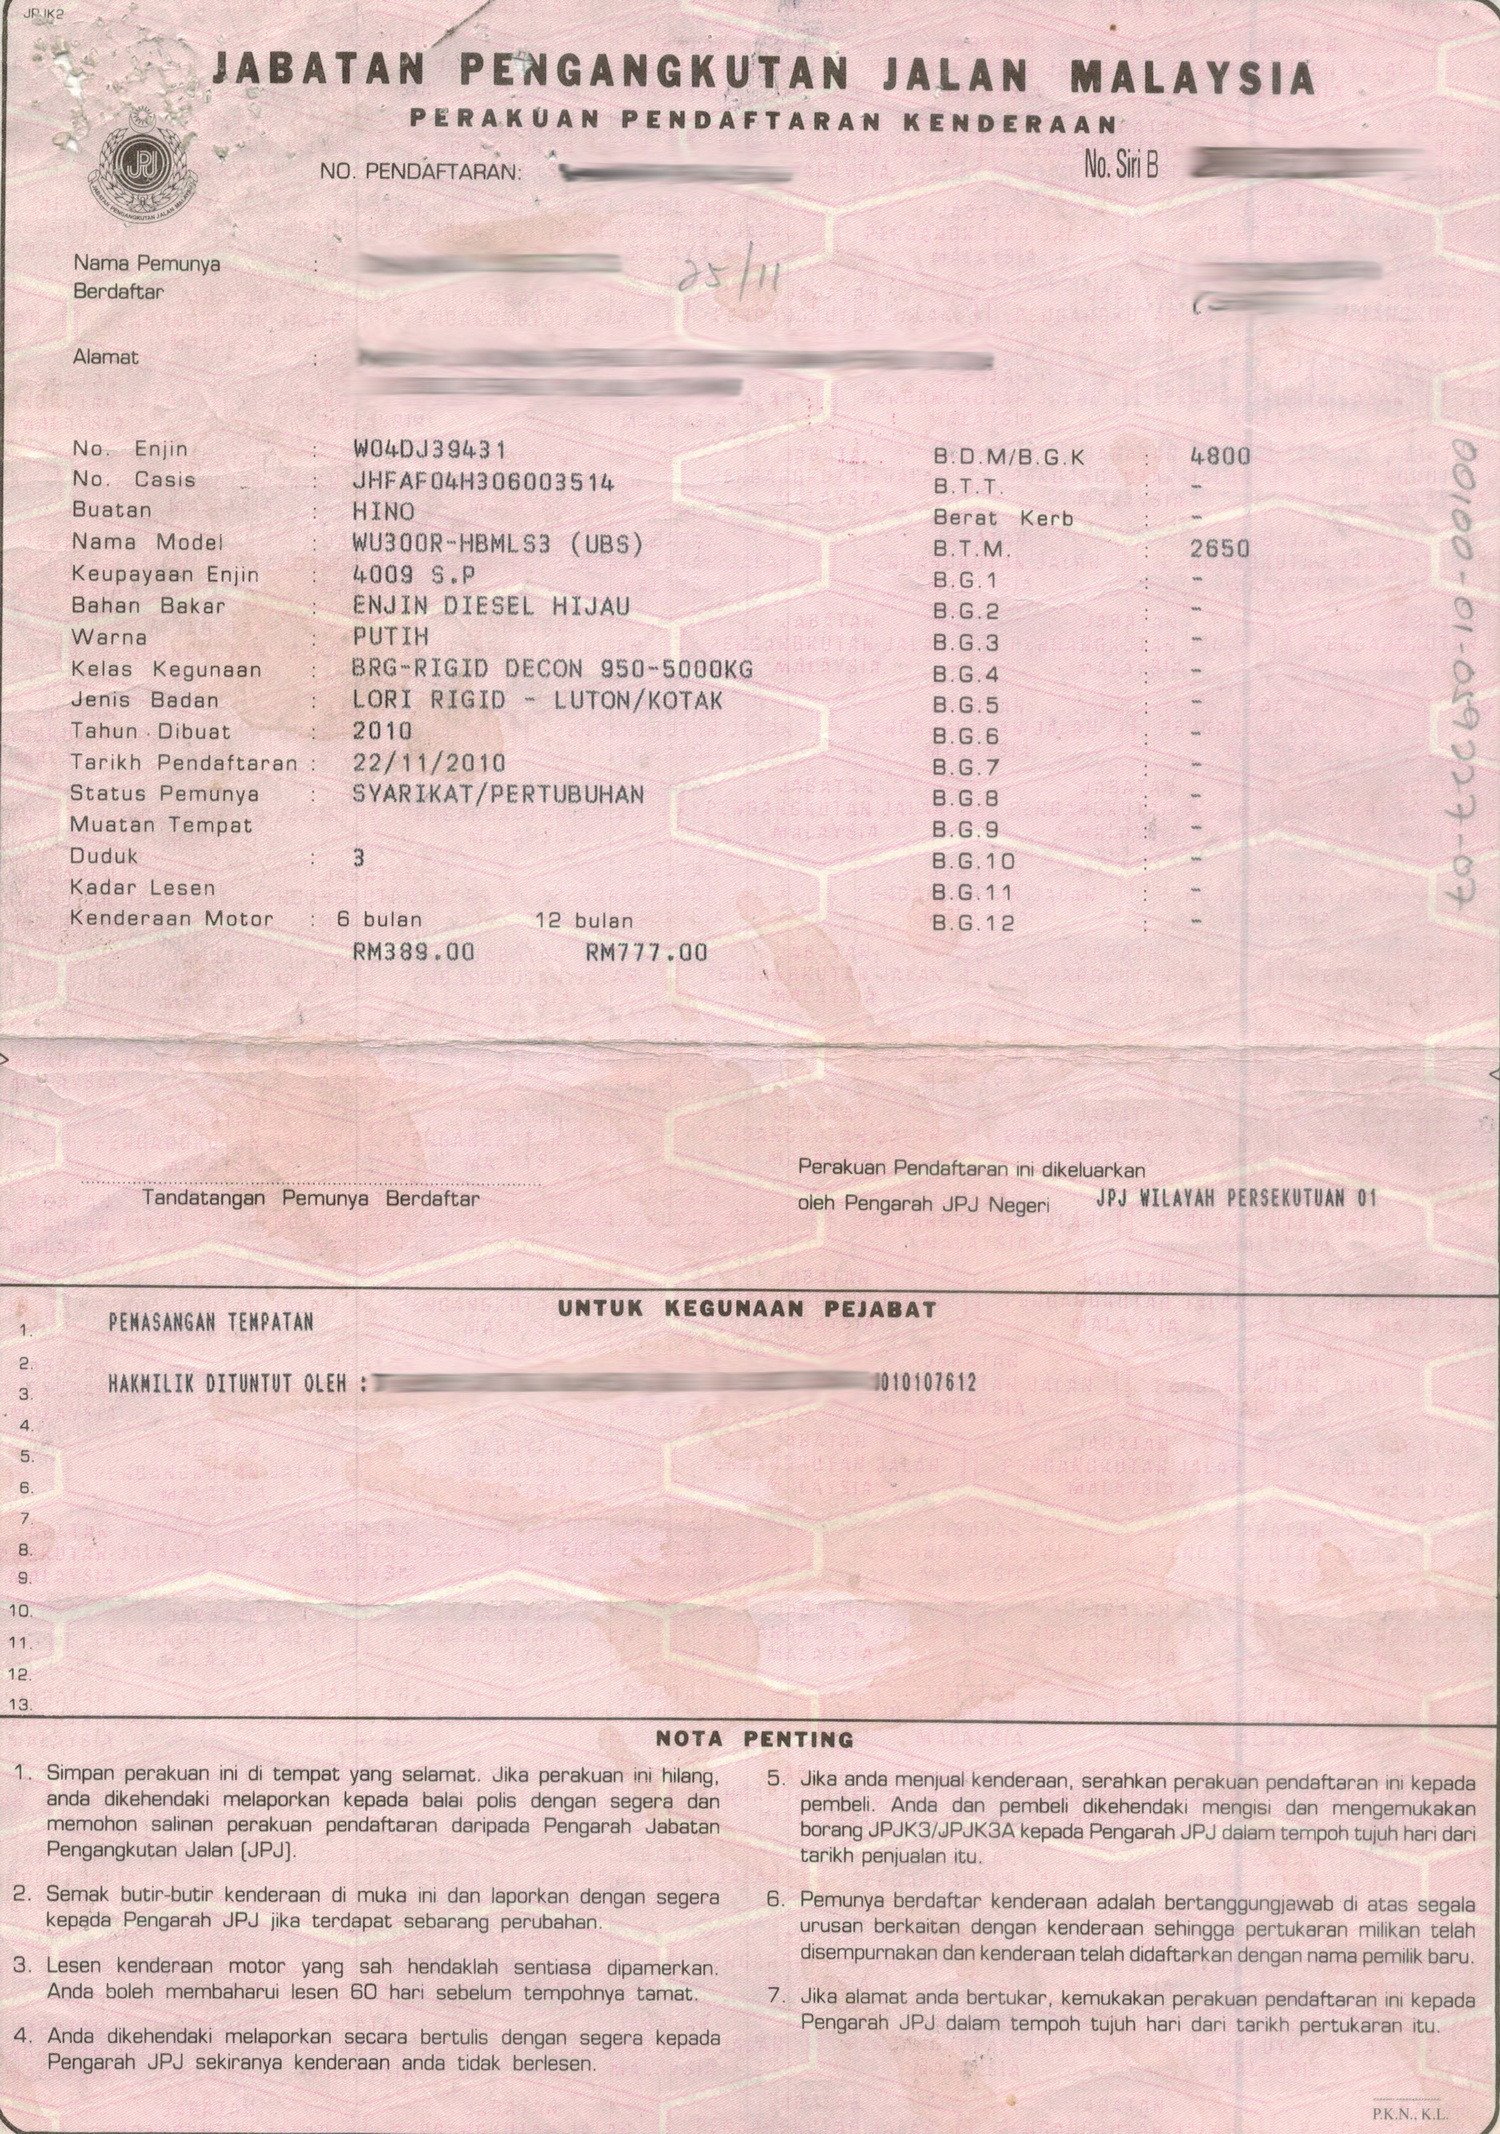 JPJK2
JABATAN PENGANGKUTAN JALAN MALAYSIA
PERAKUAN PENDAFTARAN KENDERAAN
NO. PENDAFTARAN:
No. Siri B
JPJ
JABATAN PENGANGKUTAN JALAN MALAYSIA
Nama Pemunya :
Berdaftar
25/11
Alamat :
No. Enjin : W04DJ39431
No. Casis : JHFAF04H306003514
Buatan : HINO
Nama Model : WU300R-HBMLS3 (UBS)
Keupayaan Enjin : 4009 S.P
Bahan Bakar : ENJIN DIESEL HIJAU
Warna : PUTIH
Kelas Kegunaan : BRG-RIGID DECON 950-5000KG
Jenis Badan : LORI RIGID - LUTON/KOTAK
Tahun Dibuat : 2010
Tarikh Pendaftaran : 22/11/2010
Status Pemunya : SYARIKAT/PERTUBUHAN
Muatan Tempat
Duduk : 3
Kadar Lesen
Kenderaan Motor : 6 bulan 12 bulan
RM389.00 RM777.00
B.D.M/B.G.K : 4800
B.T.T. : -
Berat Kerb : -
B.T.M. : 2650
B.G.1 : -
B.G.2 : -
B.G.3 : -
B.G.4 : -
B.G.5 : -
B.G.6 : -
B.G.7 : -
B.G.8 : -
B.G.9 : -
B.G.10 : -
B.G.11 : -
B.G.12 : -
Tandatangan Pemunya Berdaftar
Perakuan Pendaftaran ini dikeluarkan
oleh Pengarah JPJ Negeri JPJ WILAYAH PERSEKUTUAN 01
UNTUK KEGUNAAN PEJABAT
1. PEMASANGAN TEMPATAN
2.
3. HAKMILIK DITUNTUT OLEH : 010107612
4.
5.
6.
7.
8.
9.
10.
11.
12.
13.
NOTA PENTING
1. Simpan perakuan ini di tempat yang selamat. Jika perakuan ini hilang,
anda dikehendaki melaporkan kepada balai polis dengan segera dan
memohon salinan perakuan pendaftaran daripada Pengarah Jabatan
Pengangkutan Jalan (JPJ).
2. Semak butir-butir kenderaan di muka ini dan laporkan dengan segera
kepada Pengarah JPJ jika terdapat sebarang perubahan.
3. Lesen kenderaan motor yang sah hendaklah sentiasa dipamerkan.
Anda boleh membaharui lesen 60 hari sebelum tempohnya tamat.
4. Anda dikehendaki melaporkan secara bertulis dengan segera kepada
Pengarah JPJ sekiranya kenderaan anda tidak berlesen.
5. Jika anda menjual kenderaan, serahkan perakuan pendaftaran ini kepada
pembeli. Anda dan pembeli dikehendaki mengisi dan mengemukakan
borang JPJK3/JPJK3A kepada Pengarah JPJ dalam tempoh tujuh hari dari
tarikh penjualan itu.
6. Pemunya berdaftar kenderaan adalah bertanggungjawab di atas segala
urusan berkaitan dengan kenderaan sehingga pertukaran milikan telah
disempurnakan dan kenderaan telah didaftarkan dengan nama pemilik baru.
7. Jika alamat anda bertukar, kemukakan perakuan pendaftaran ini kepada
Pengarah JPJ dalam tempoh tujuh hari dari tarikh pertukaran itu.
P.K.N., K.L.